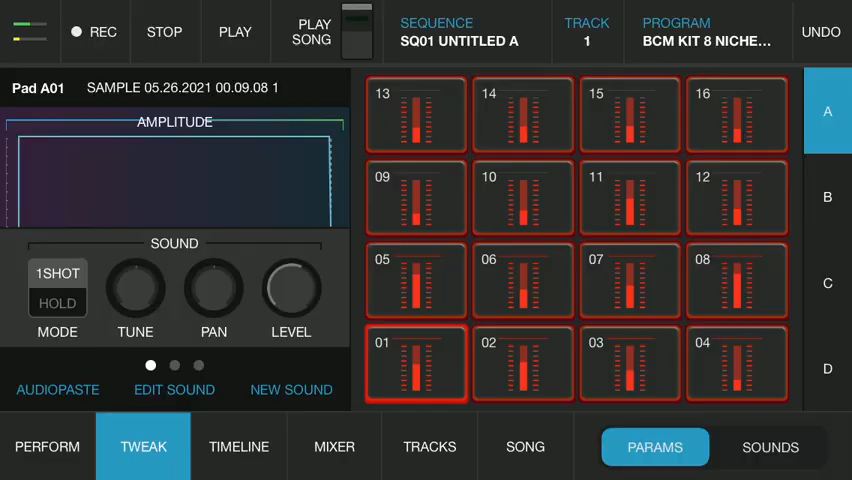 REC
STOP
PLAY
PLAY
SONG
SEQUENCE
SQ01 UNTITLED A
TRACK
1
PROGRAM
BCM KIT 8 NICHE...
UNDO
Pad A01
SAMPLE 05.26.2021 00.09.08 1
AMPLITUDE
SOUND
1SHOT
HOLD
MODE
TUNE
PAN
LEVEL
AUDIOPASTE
EDIT SOUND
NEW SOUND
13
14
15
16
09
10
11
12
05
06
07
08
01
02
03
04
A
B
C
D
PERFORM
TWEAK
TIMELINE
MIXER
TRACKS
SONG
PARAMS
SOUNDS